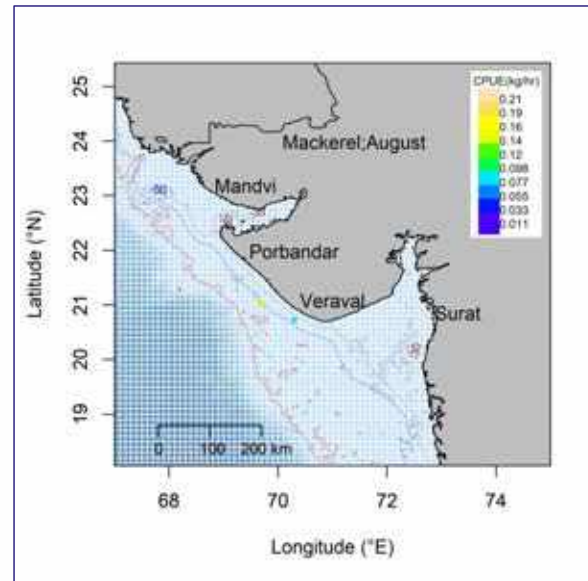 CPUE(kg/hr)
0.21
0.19
0.16
0.14
0.12
0.098
0.077
0.055
0.033
0.011
Mackerel;August
Mandvi
Porbandar
Veraval
Surat
-50
Latitude (°N)
25
24
23
22
21
20
19
0 100 200 km
68 70 72 74
Longitude (°E)